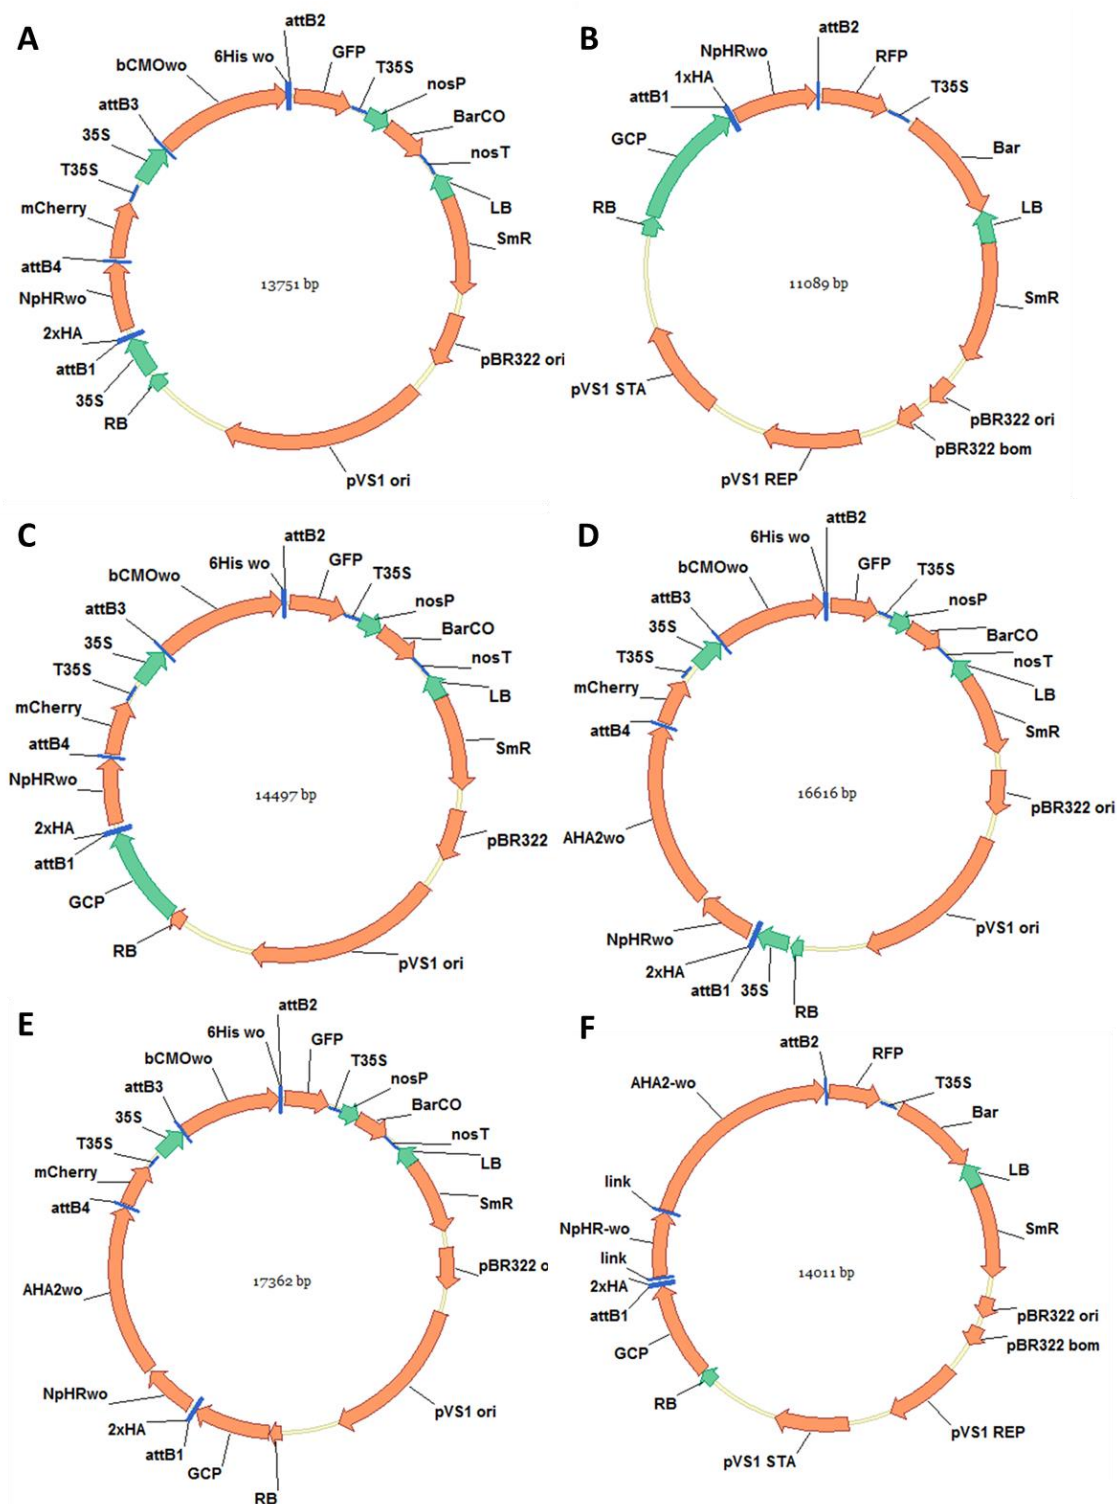 A
attB2
6His wo
GFP
bCMOwo
T35S
nosP
attB3
BarCO
35S
nosT
T35S
LB
mCherry
SmR
attB4
13751 bp
NpHRwo
2xHA
pBR322 ori
attB1
35S
RB
pVS1 ori
B
attB2
NpHRwo
RFP
1xHA
T35S
attB1
GCP
Bar
RB
LB
11089 bp
SmR
pVS1 STA
pBR322 ori
pBR322 bom
pVS1 REP
C
attB2
6His wo
GFP
bCMOwo
T35S
nosP
attB3
BarCO
35S
nosT
T35S
LB
mCherry
attB4
SmR
NpHRwo
14497 bp
2xHA
pBR322
attB1
GCP
RB
pVS1 ori
D
attB2
6His wo
GFP
bCMOwo
T35S
attB3
nosP
35S
BarCO
T35S
nosT
mCherry
LB
attB4
SmR
16616 bp
pBR322 ori
AHA2wo
pVS1 ori
NpHRwo
2xHA
attB1
35S
RB
E
attB2
6His wo
GFP
bCMOwo
T35S
nosP
attB3
BarCO
35S
nosT
T35S
LB
mCherry
SmR
attB4
pBR322 o
17362 bp
AHA2wo
NpHRwo
pVS1 ori
2xHA
attB1
GCP
RB
F
attB2
RFP
AHA2-wo
T35S
Bar
LB
link
NpHR-wo
SmR
link
14011 bp
2xHA
attB1
pBR322 ori
GCP
pBR322 bom
RB
pVS1 REP
pVS1 STA